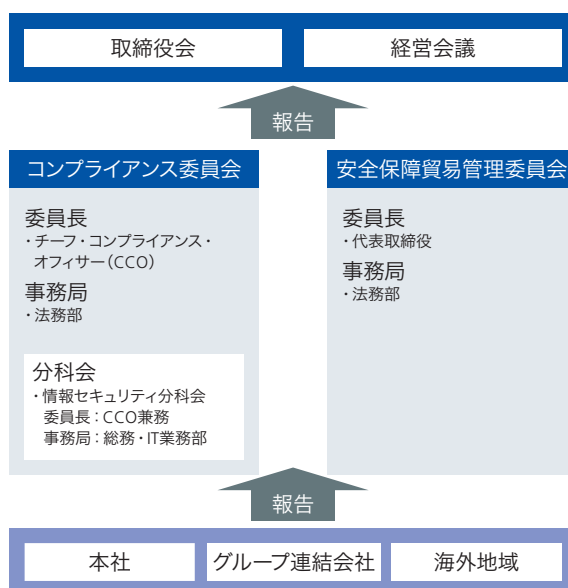 取締役会
経営会議
報告
コンプライアンス委員会
委員長
・チーフ・コンプライアンス・
オフィサー（CCO）
事務局
・法務部
分科会
・情報セキュリティ分科会
委員長：CCO兼務
事務局：総務・IT業務部
安全保障貿易管理委員会
委員長
・代表取締役
事務局
・法務部
報告
本社
グループ連結会社
海外地域